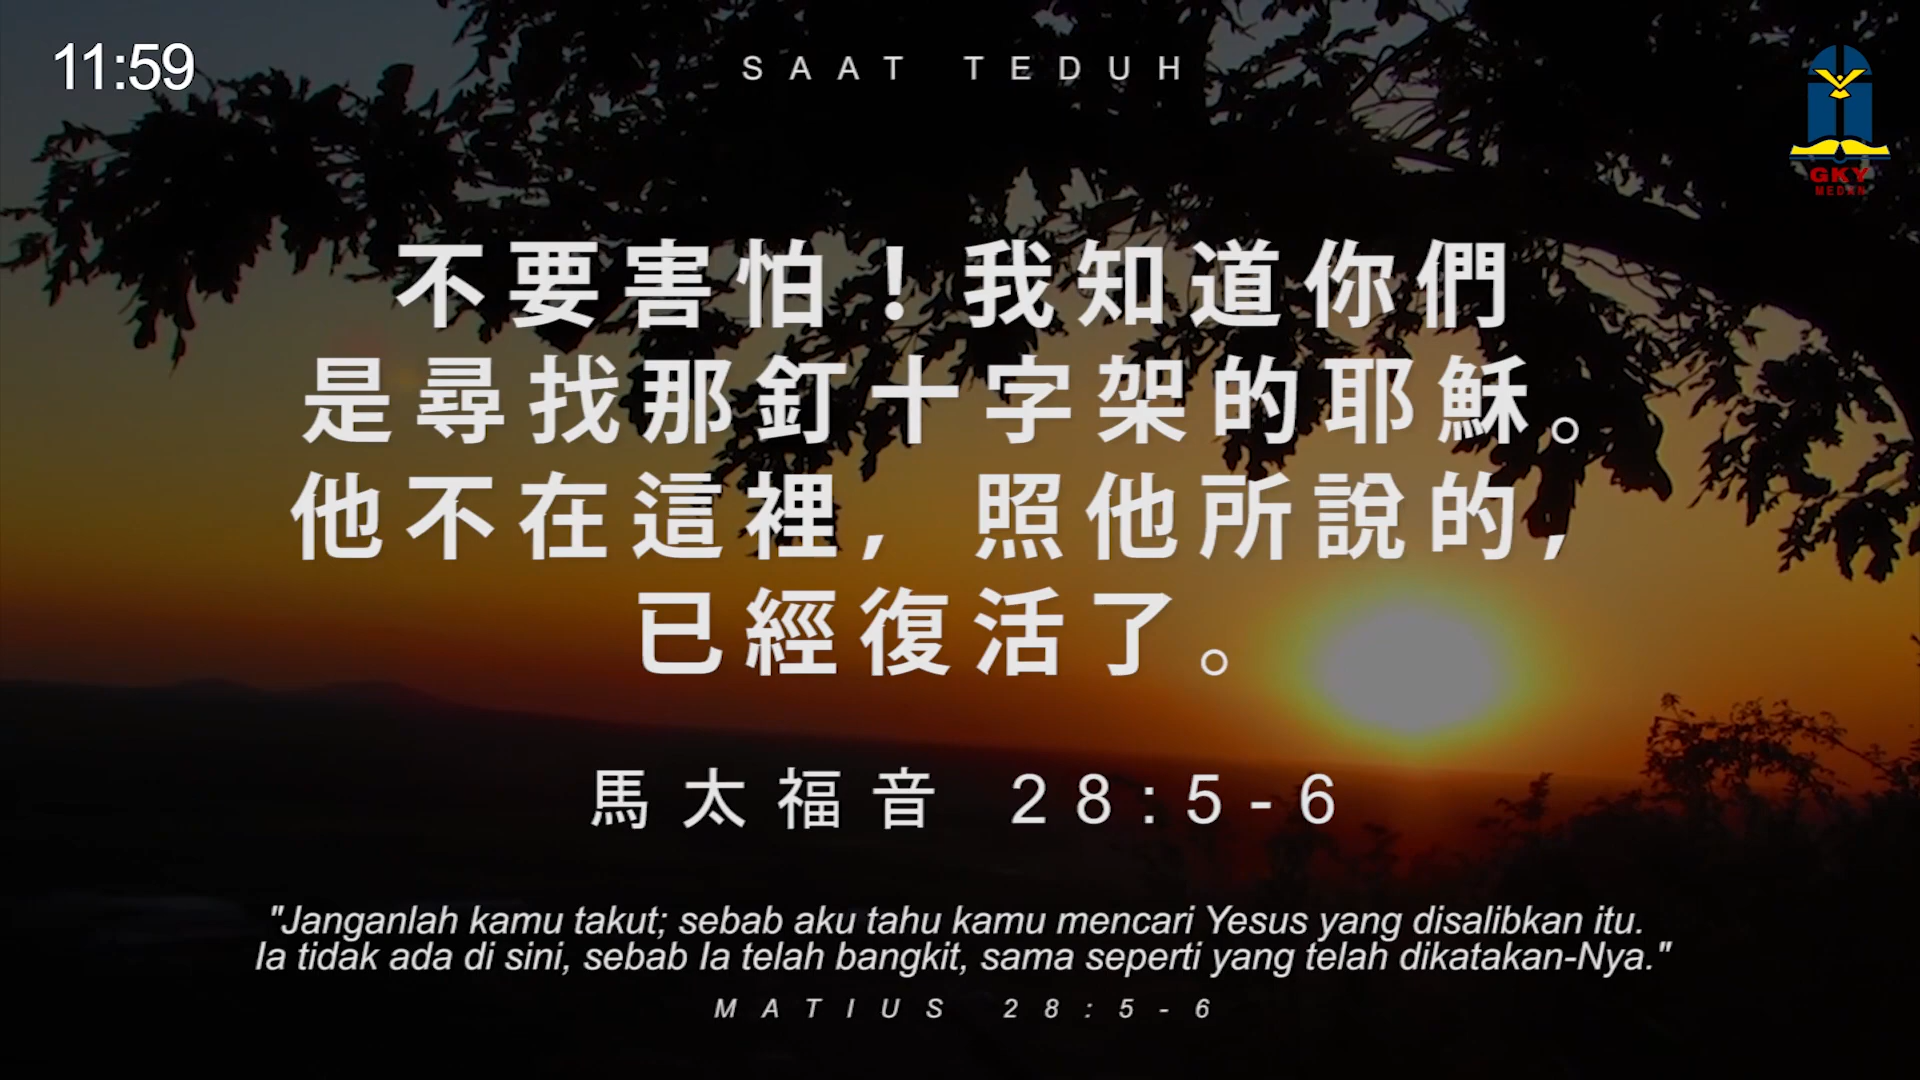 11:59
SAAT TEDUH
GKY
MEDAN
不要害怕！我知道你們
是尋找那釘十字架的耶穌。
他不在這裡，照他所說的，
已經復活了。
馬太福音 28:5-6
"Janganlah kamu takut; sebab aku tahu kamu mencari Yesus yang disalibkan itu.
Ia tidak ada di sini, sebab Ia telah bangkit, sama seperti yang telah dikatakan-Nya."
MATIUS 28:5-6